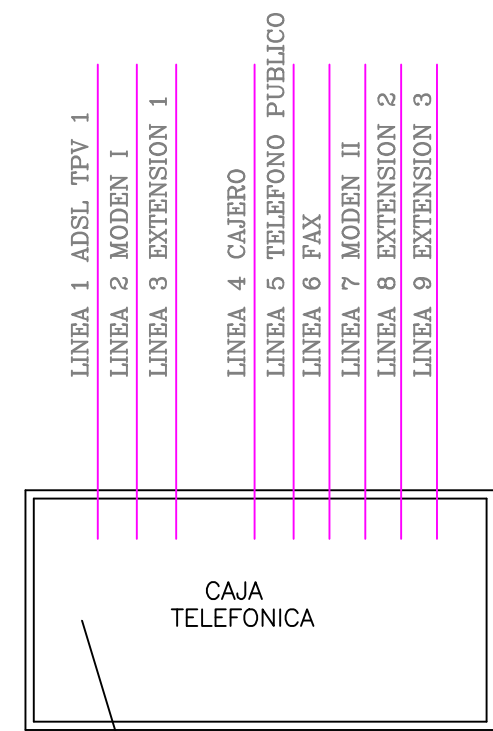 LINEA 1 ADSL TPV 1
LINEA 2 MODEN I
LINEA 3 EXTENSION 1
LINEA 4 CAJERO
LINEA 5 TELEFONO PUBLICO
LINEA 6 FAX
LINEA 7 MODEN II
LINEA 8 EXTENSION 2
LINEA 9 EXTENSION 3
CAJA
TELEFONICA